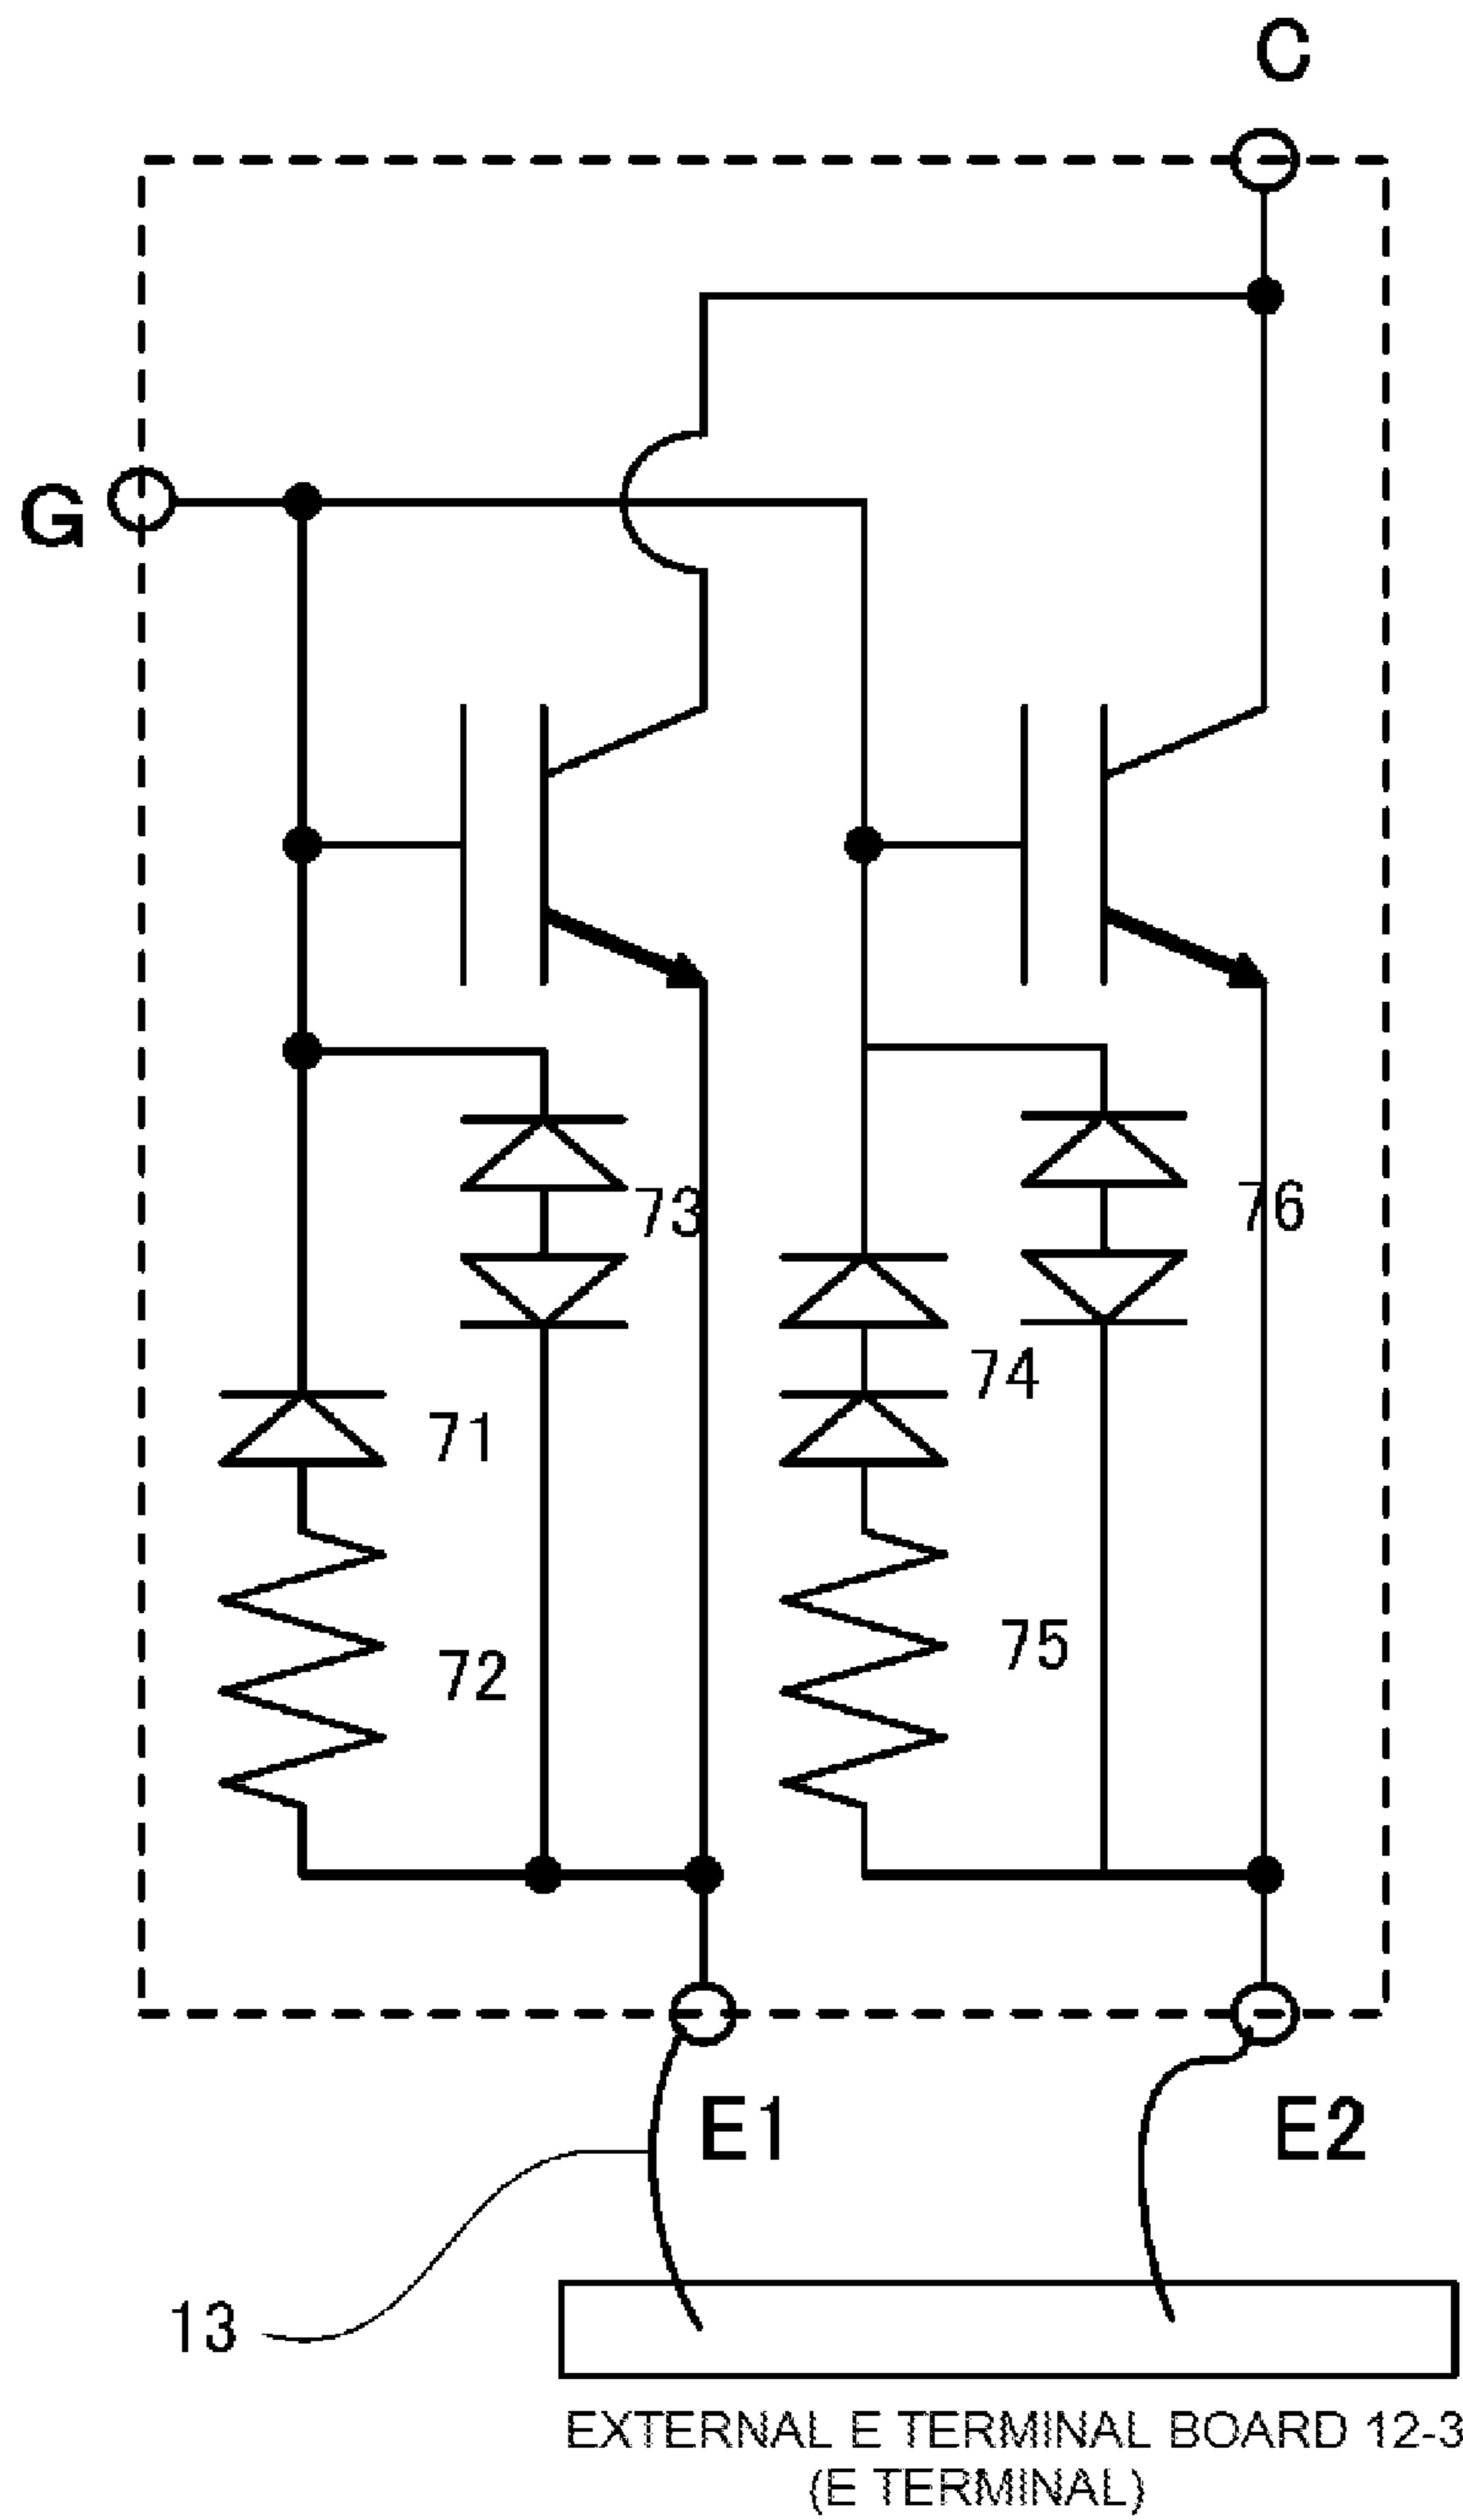 C
G
73
76
74
71
75
72
E1
E2
13
EXTERNAL E TERMINAL BOARD 12-3
(E TERMINAL)